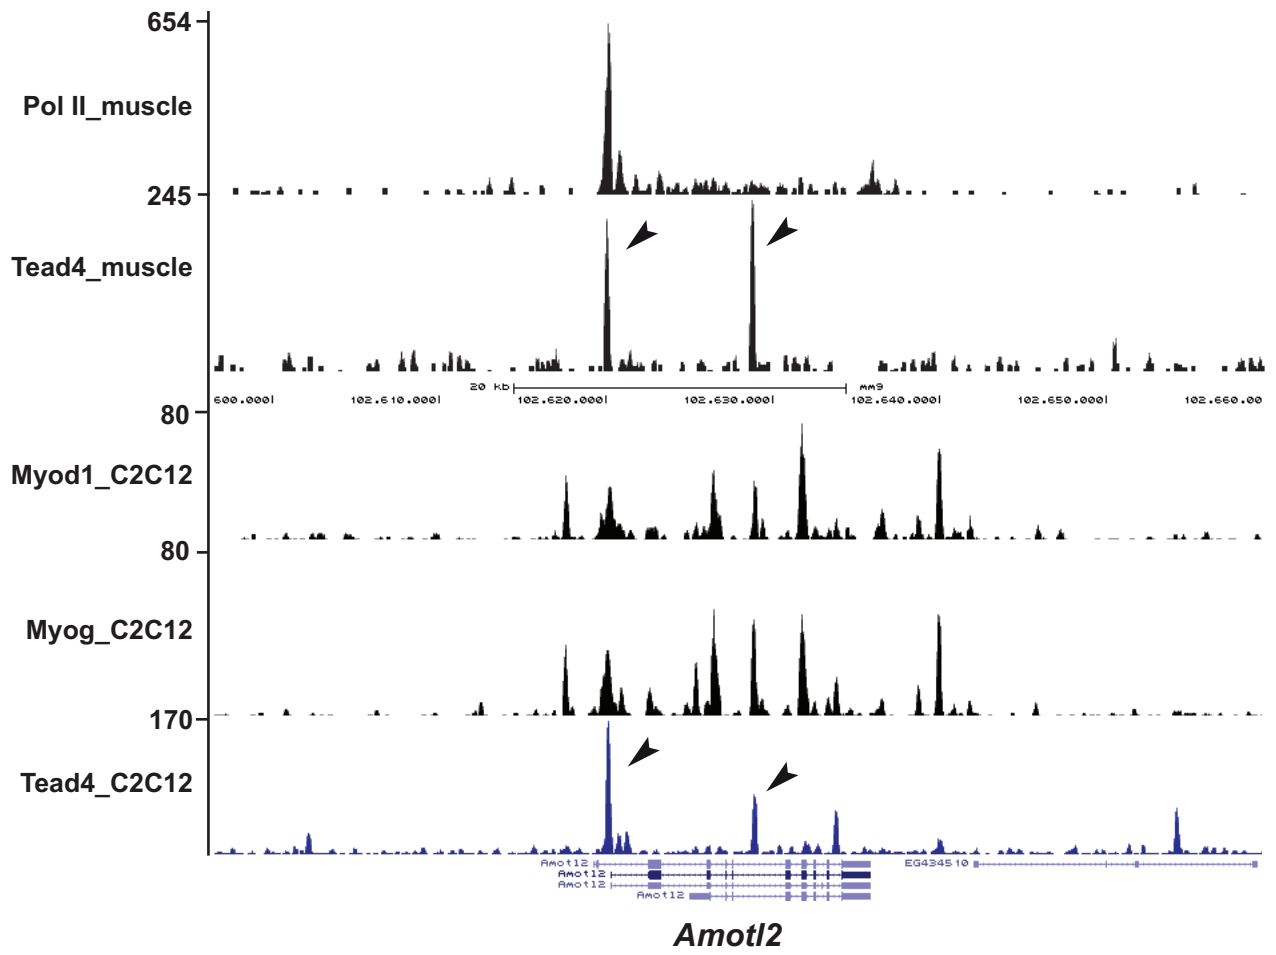 654
Pol II_muscle
245
Tead4_muscle
20 kb mm9
600.000| 102.610.000| 102.620.000| 102.630.000| 102.640.000| 102.650.000| 102.660.00
80
Myod1_C2C12
80
Myog_C2C12
170
Tead4_C2C12
Amotl2 EG434510
Amotl2
Amotl2
Amotl2
Amotl2